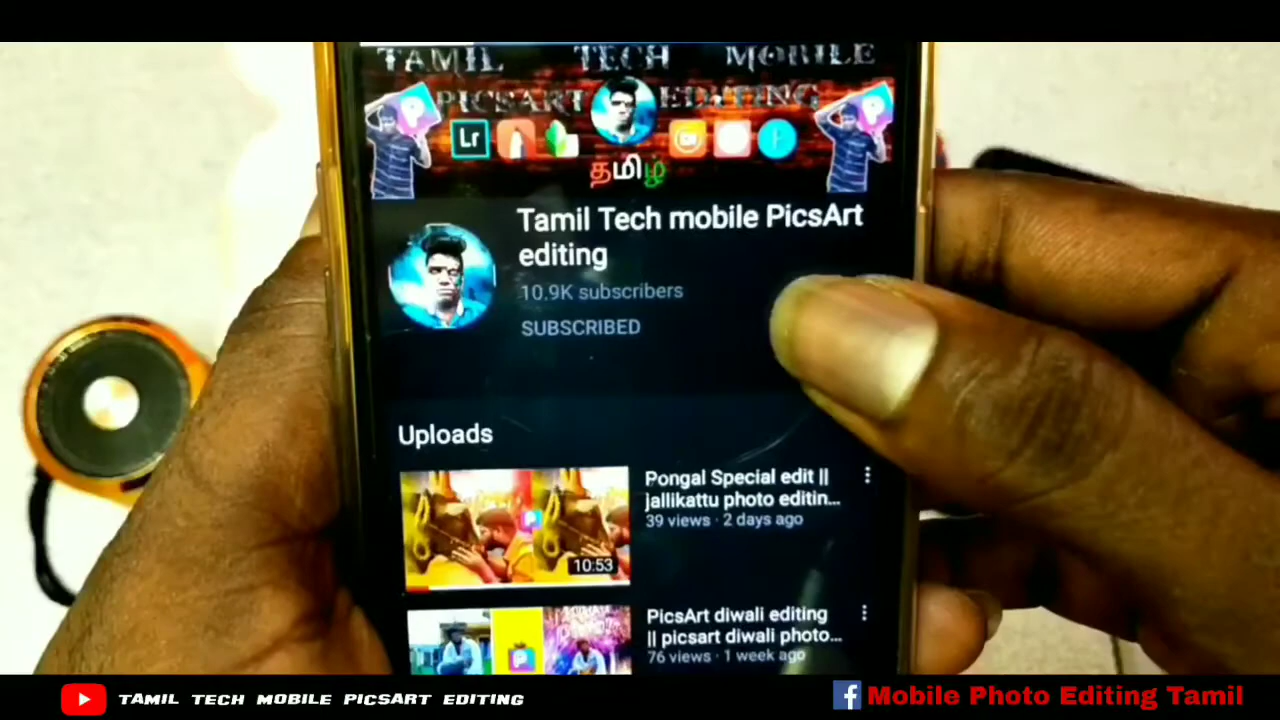 TAMIL TECH MOBILE
PICSART EDITING
Lr
தமிழ்
Tamil Tech mobile PicsArt
editing
10.9K subscribers
SUBSCRIBED
Uploads
Pongal Special edit ||
jallikattu photo editin...
39 views · 2 days ago
10:53
PicsArt diwali editing
|| picsart diwali photo...
76 views · 1 week ago
TAMIL TECH MOBILE PICSART EDITING
Mobile Photo Editing Tamil